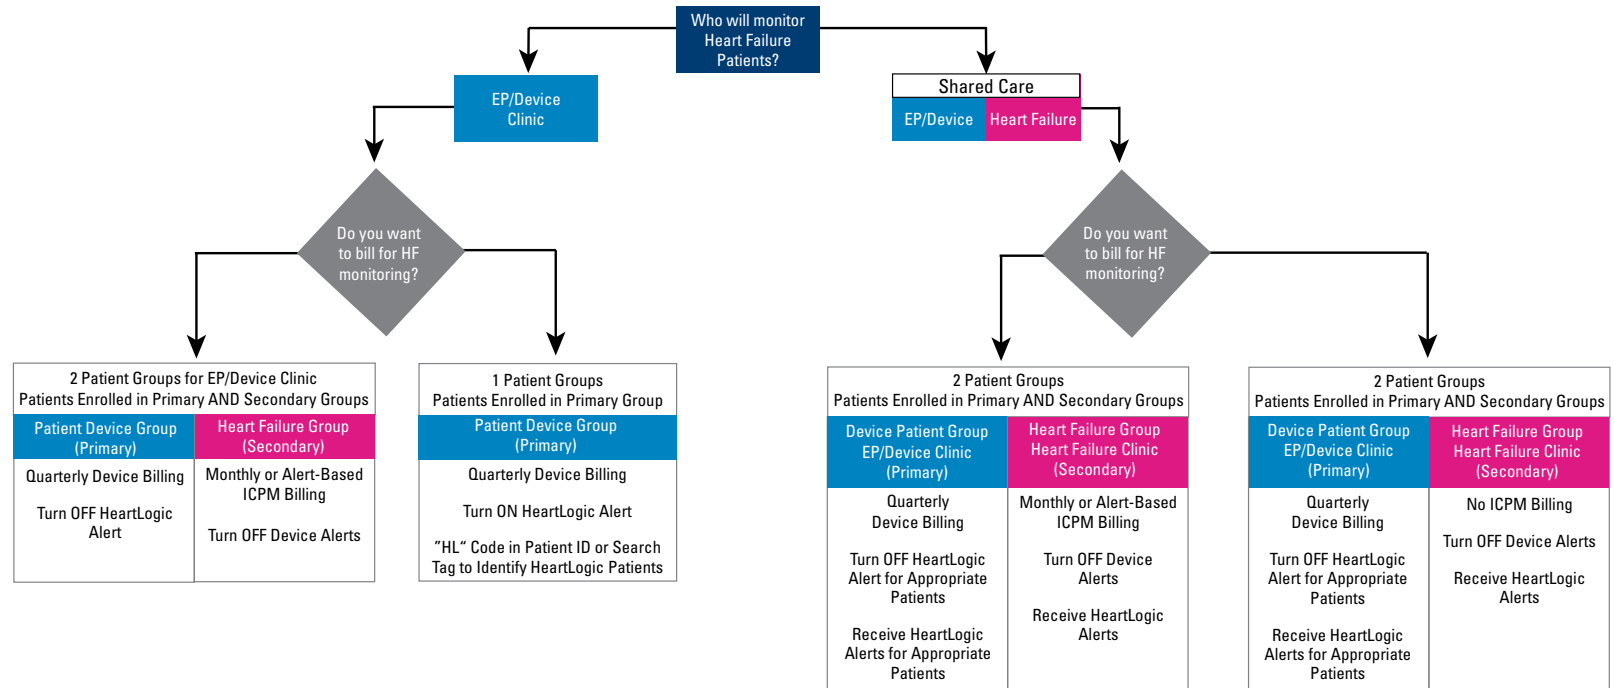 Who will monitor
Heart Failure
Patients?
EP/Device
Clinic
Shared Care
EP/Device
Heart Failure
Do you want
to bill for HF
monitoring?
Do you want
to bill for HF
monitoring?
2 Patient Groups for EP/Device Clinic
Patients Enrolled in Primary AND Secondary Groups
Patient Device Group
(Primary)
Quarterly Device Billing
Turn OFF HeartLogic
Alert
Heart Failure Group
(Secondary)
Monthly or Alert-Based
ICPM Billing
Turn OFF Device Alerts
1 Patient Groups
Patients Enrolled in Primary Group
Patient Device Group
(Primary)
Quarterly Device Billing
Turn ON HeartLogic Alert
”HL“ Code in Patient ID or Search
Tag to Identify HeartLogic Patients
2 Patient Groups
Patients Enrolled in Primary AND Secondary Groups
Device Patient Group
EP/Device Clinic
(Primary)
Quarterly
Device Billing
Turn OFF HeartLogic
Alert for Appropriate
Patients
Receive HeartLogic
Alerts for Appropriate
Patients
Heart Failure Group
Heart Failure Clinic
(Secondary)
Monthly or Alert-Based
ICPM Billing
Turn OFF Device
Alerts
Receive HeartLogic
Alerts
2 Patient Groups
Patients Enrolled in Primary AND Secondary Groups
Device Patient Group
EP/Device Clinic
(Primary)
Quarterly
Device Billing
Turn OFF HeartLogic
Alert for Appropriate
Patients
Receive HeartLogic
Alerts for Appropriate
Patients
Heart Failure Group
Heart Failure Clinic
(Secondary)
No ICPM Billing
Turn OFF Device Alerts
Receive HeartLogic
Alerts